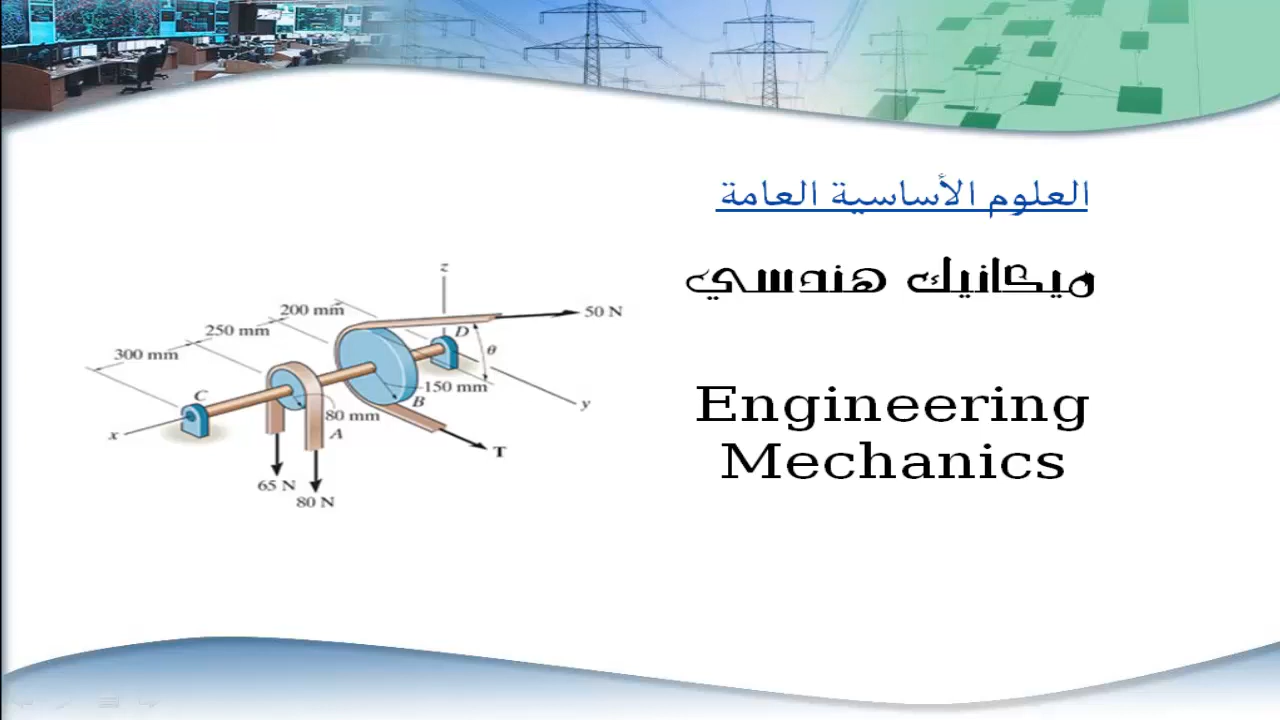 العلوم الأساسية العامة
ميكانيك هندسي
Engineering
Mechanics
z
200 mm
50 N
250 mm
D
θ
300 mm
150 mm
C
B
y
80 mm
x
A
T
65 N
80 N